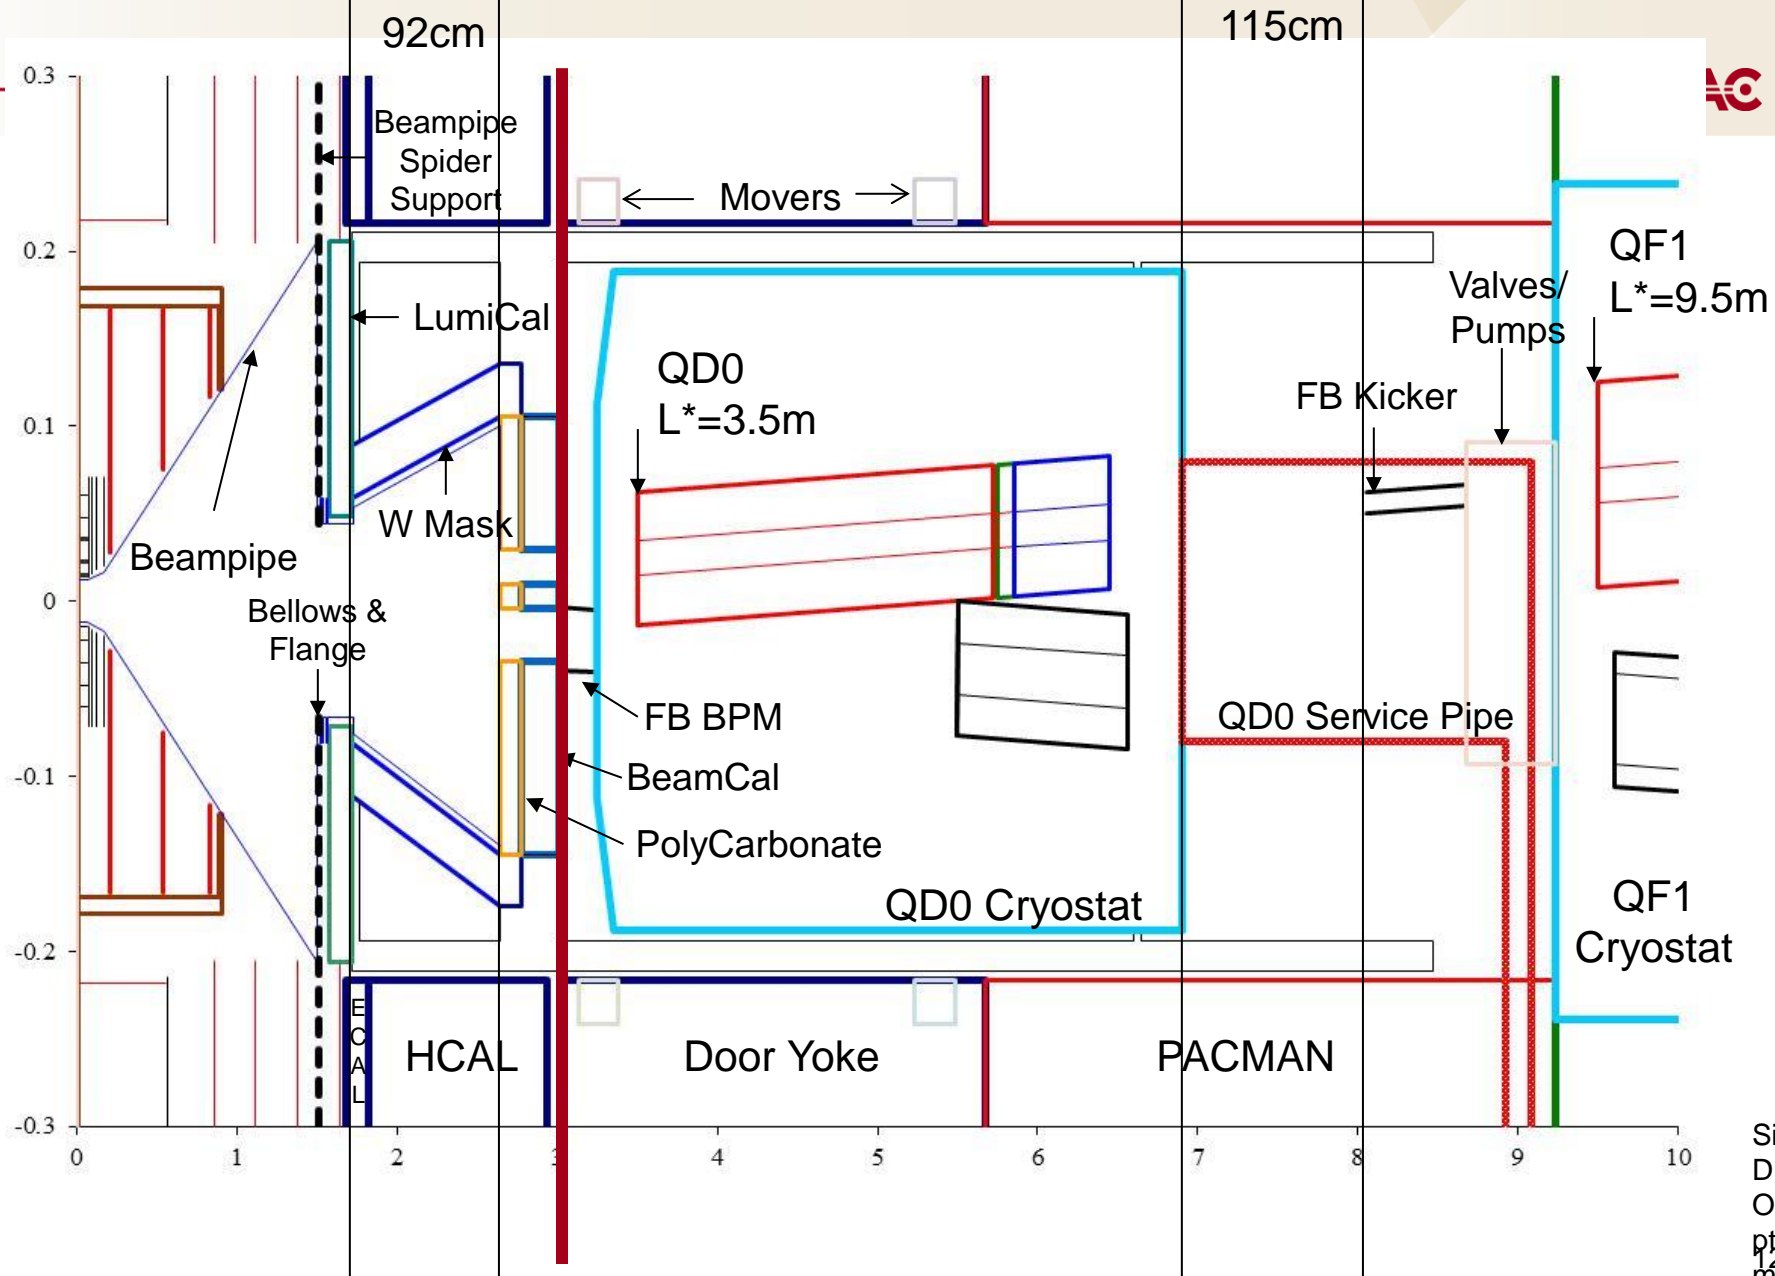 92cm
115cm
AC
0.3
Beampipe
Spider
Support
Movers
0.2
QF1
L*=9.5m
Valves/
Pumps
LumiCal
QD0
L*=3.5m
FB Kicker
0.1
W Mask
Beampipe
0
Bellows &
Flange
FB BPM
QD0 Service Pipe
BeamCal
-0.1
PolyCarbonate
QD0 Cryostat
QF1
Cryostat
-0.2
E
C
A
L
HCAL
Door Yoke
PACMAN
-0.3
0 1 2 4 5 6 7 8 9 10
Si
D
O